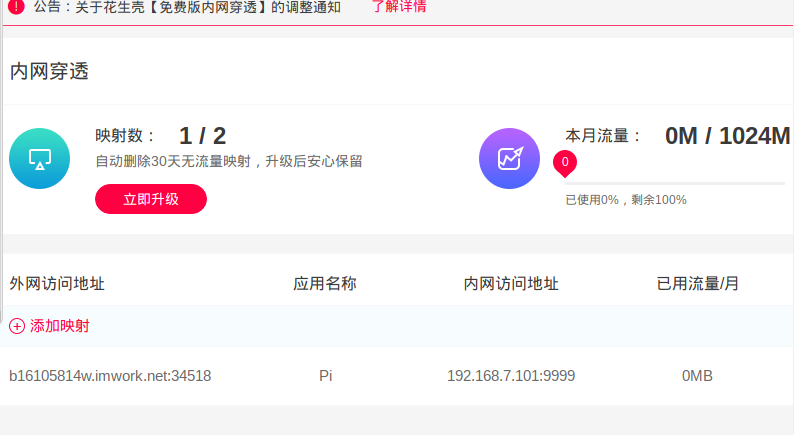 ! 公告：关于花生壳【免费版内网穿透】的调整通知 了解详情
内网穿透
映射数： 1 / 2
自动删除30天无流量映射，升级后安心保留
立即升级
本月流量： 0M / 1024M
0
已使用0%，剩余100%
外网访问地址 应用名称 内网访问地址 已用流量/月
添加映射
b16105814w.imwork.net:34518 Pi 192.168.7.101:9999 0MB